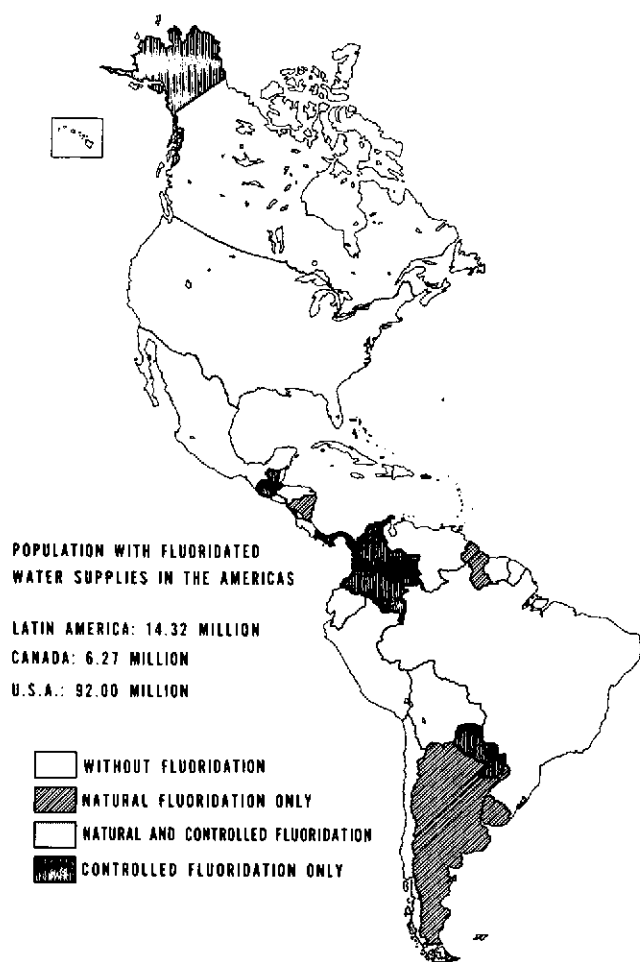 POPULATION WITH FLUORIDATED
WATER SUPPLIES IN THE AMERICAS
LATIN AMERICA: 14.32 MILLION
CANADA: 6.27 MILLION
U.S.A.: 92.00 MILLION
WITHOUT FLUORIDATION
NATURAL FLUORIDATION ONLY
NATURAL AND CONTROLLED FLUORIDATION
CONTROLLED FLUORIDATION ONLY